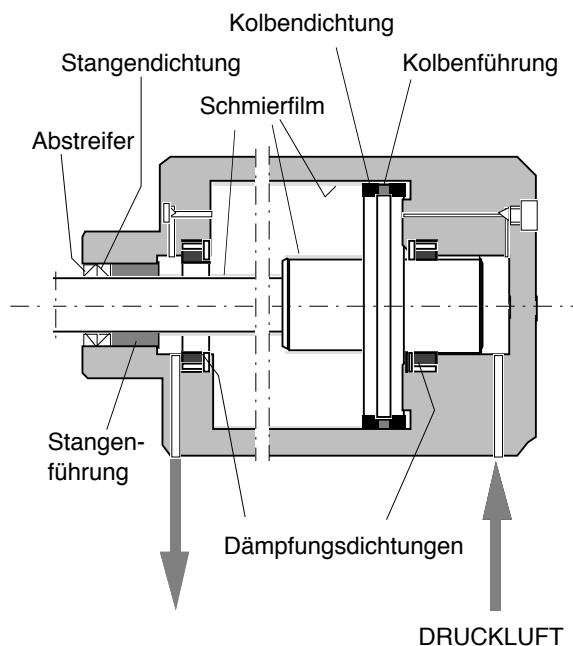 Kolbendichtung
Stangendichtung
Kolbenführung
Schmierfilm
Abstreifer
Stangen-
führung
Dämpfungsdichtungen
DRUCKLUFT